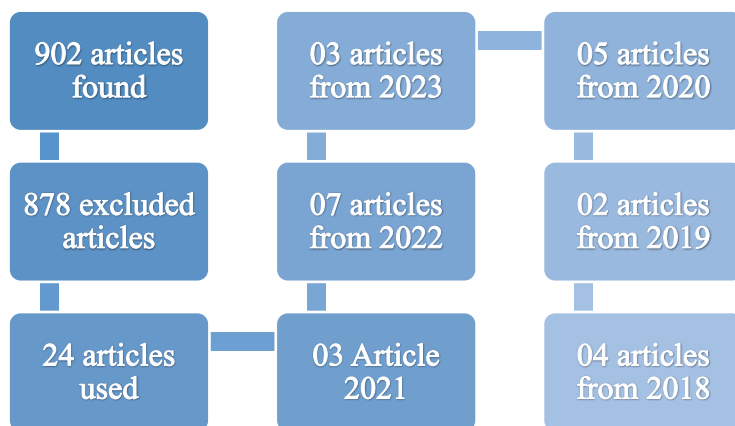 902 articles
found
878 excluded
articles
24 articles
used
03 Article
2021
07 articles
from 2022
03 articles
from 2023
05 articles
from 2020
02 articles
from 2019
04 articles
from 2018